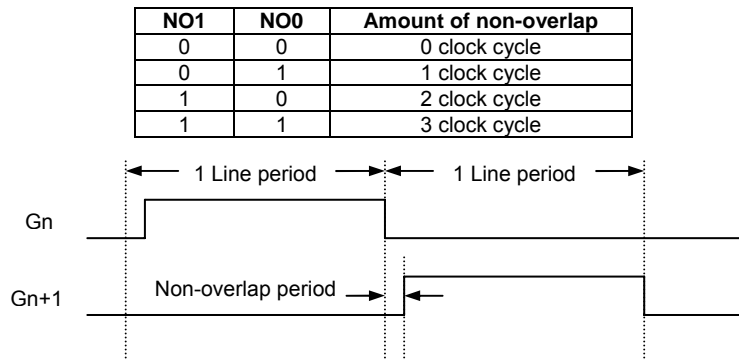 NO1 NO0 Amount of non-overlap
0 0 0 clock cycle
0 1 1 clock cycle
1 0 2 clock cycle
1 1 3 clock cycle
1 Line period 1 Line period
Gn
Non-overlap period
Gn+1